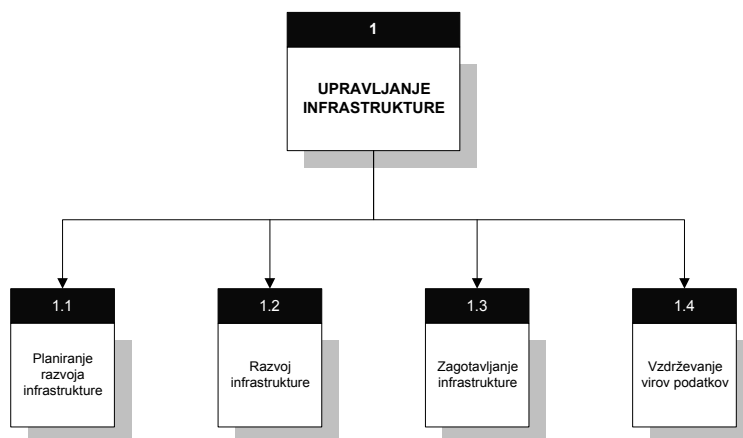 1
UPRAVLJANJE
INFRASTRUKTURE
1.1
Planiranje
razvoja
infrastrukture
1.2
Razvoj
infrastrukture
1.3
Zagotavljanje
infrastrukture
1.4
Vzdrževanje
virov podatkov